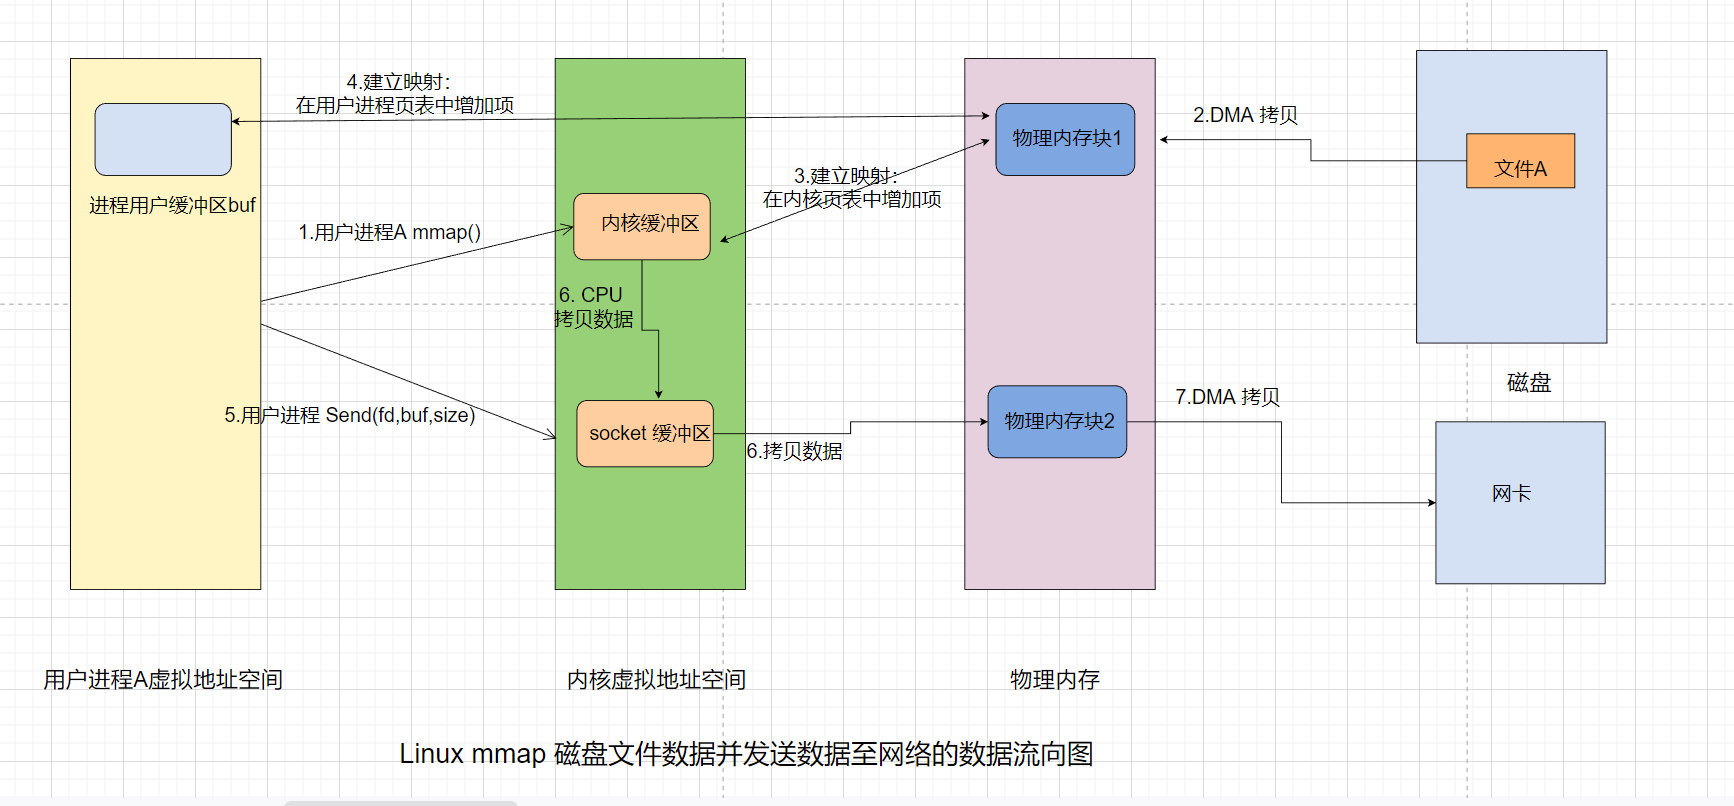 4.建立映射：
在用户进程页表中增加项
2.DMA 拷贝
物理内存块1
文件A
3.建立映射：
在内核页表中增加项
进程用户缓冲区buf
内核缓冲区
1.用户进程A mmap()
6. CPU
拷贝数据
磁盘
7.DMA 拷贝
5.用户进程 Send(fd,buf,size)
socket 缓冲区
物理内存块2
6.拷贝数据
网卡
用户进程A虚拟地址空间
内核虚拟地址空间
物理内存
Linux mmap 磁盘文件数据并发送数据至网络的数据流向图